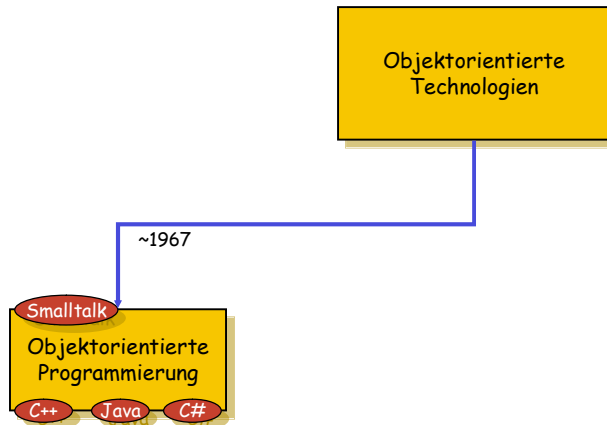 Objektorientierte
Technologien
~1967
Smalltalk
Objektorientierte
Programmierung
C++ Java C#